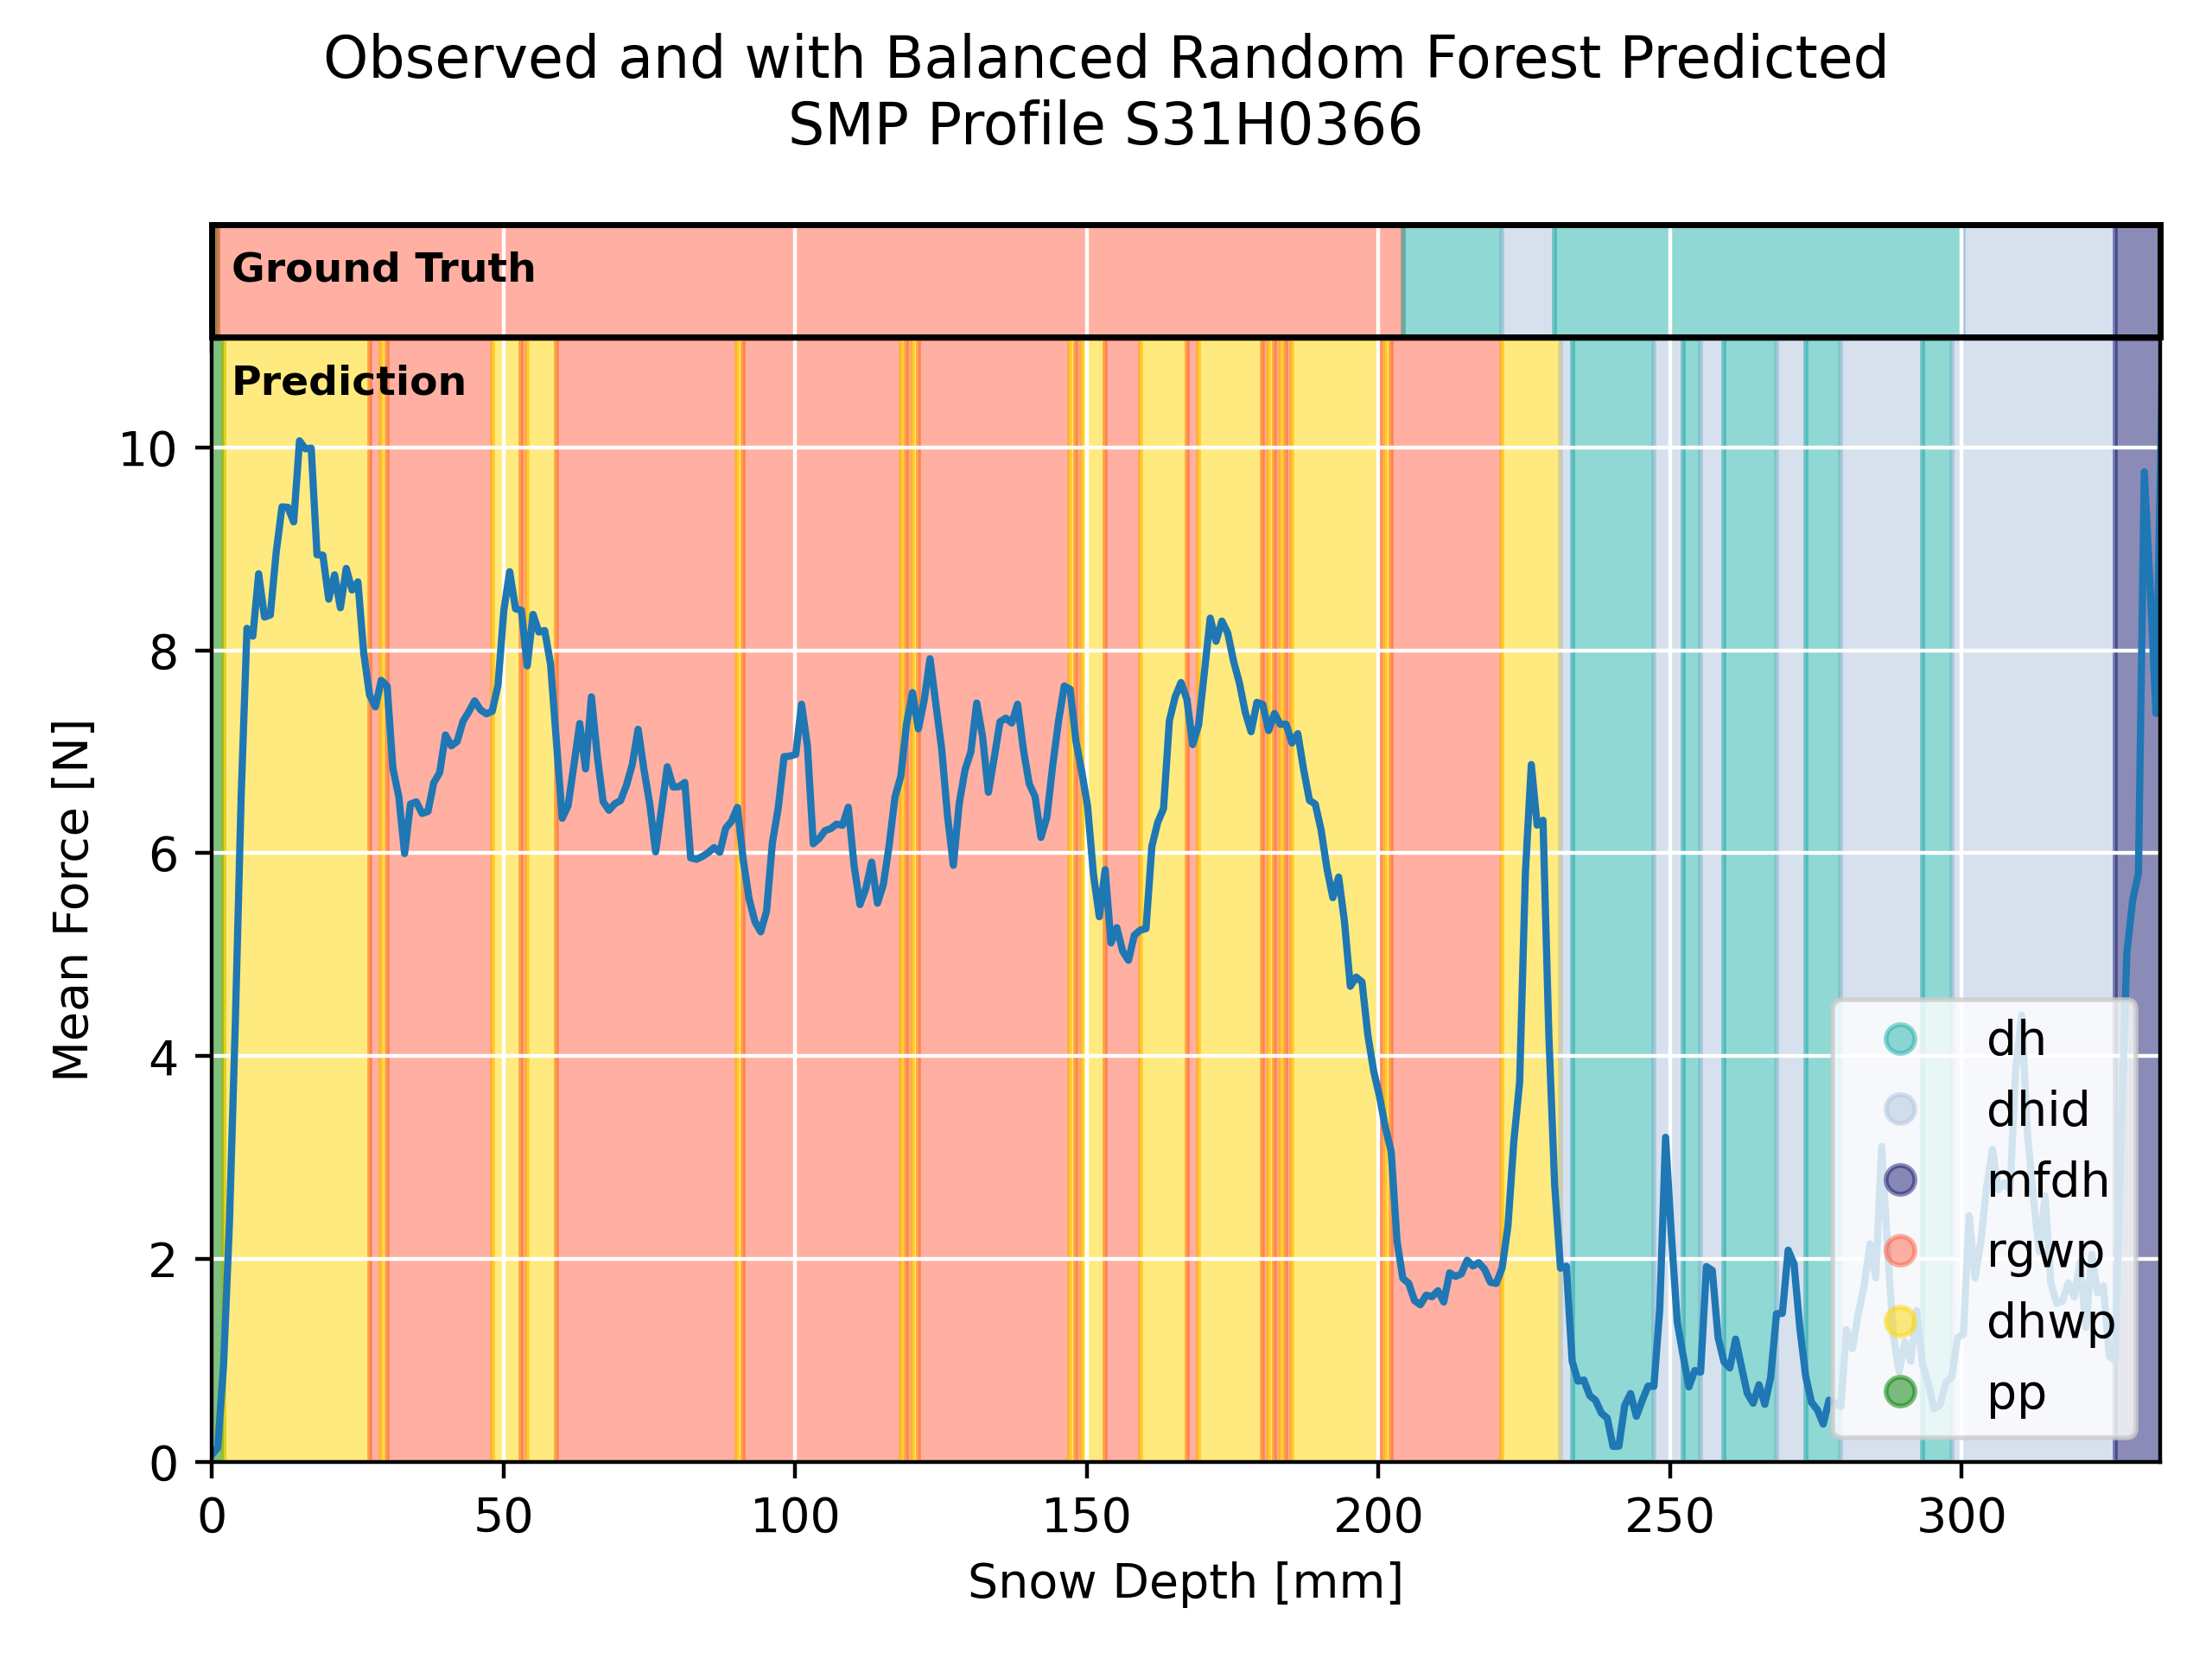 Observed and with Balanced Random Forest Predicted
SMP Profile S31H0366
Ground Truth
Prediction
10
8
6
4
2
0
Mean Force [N]
dh
dhid
mfdh
rgwp
dhwp
pp
0 50 100 150 200 250 300
Snow Depth [mm]